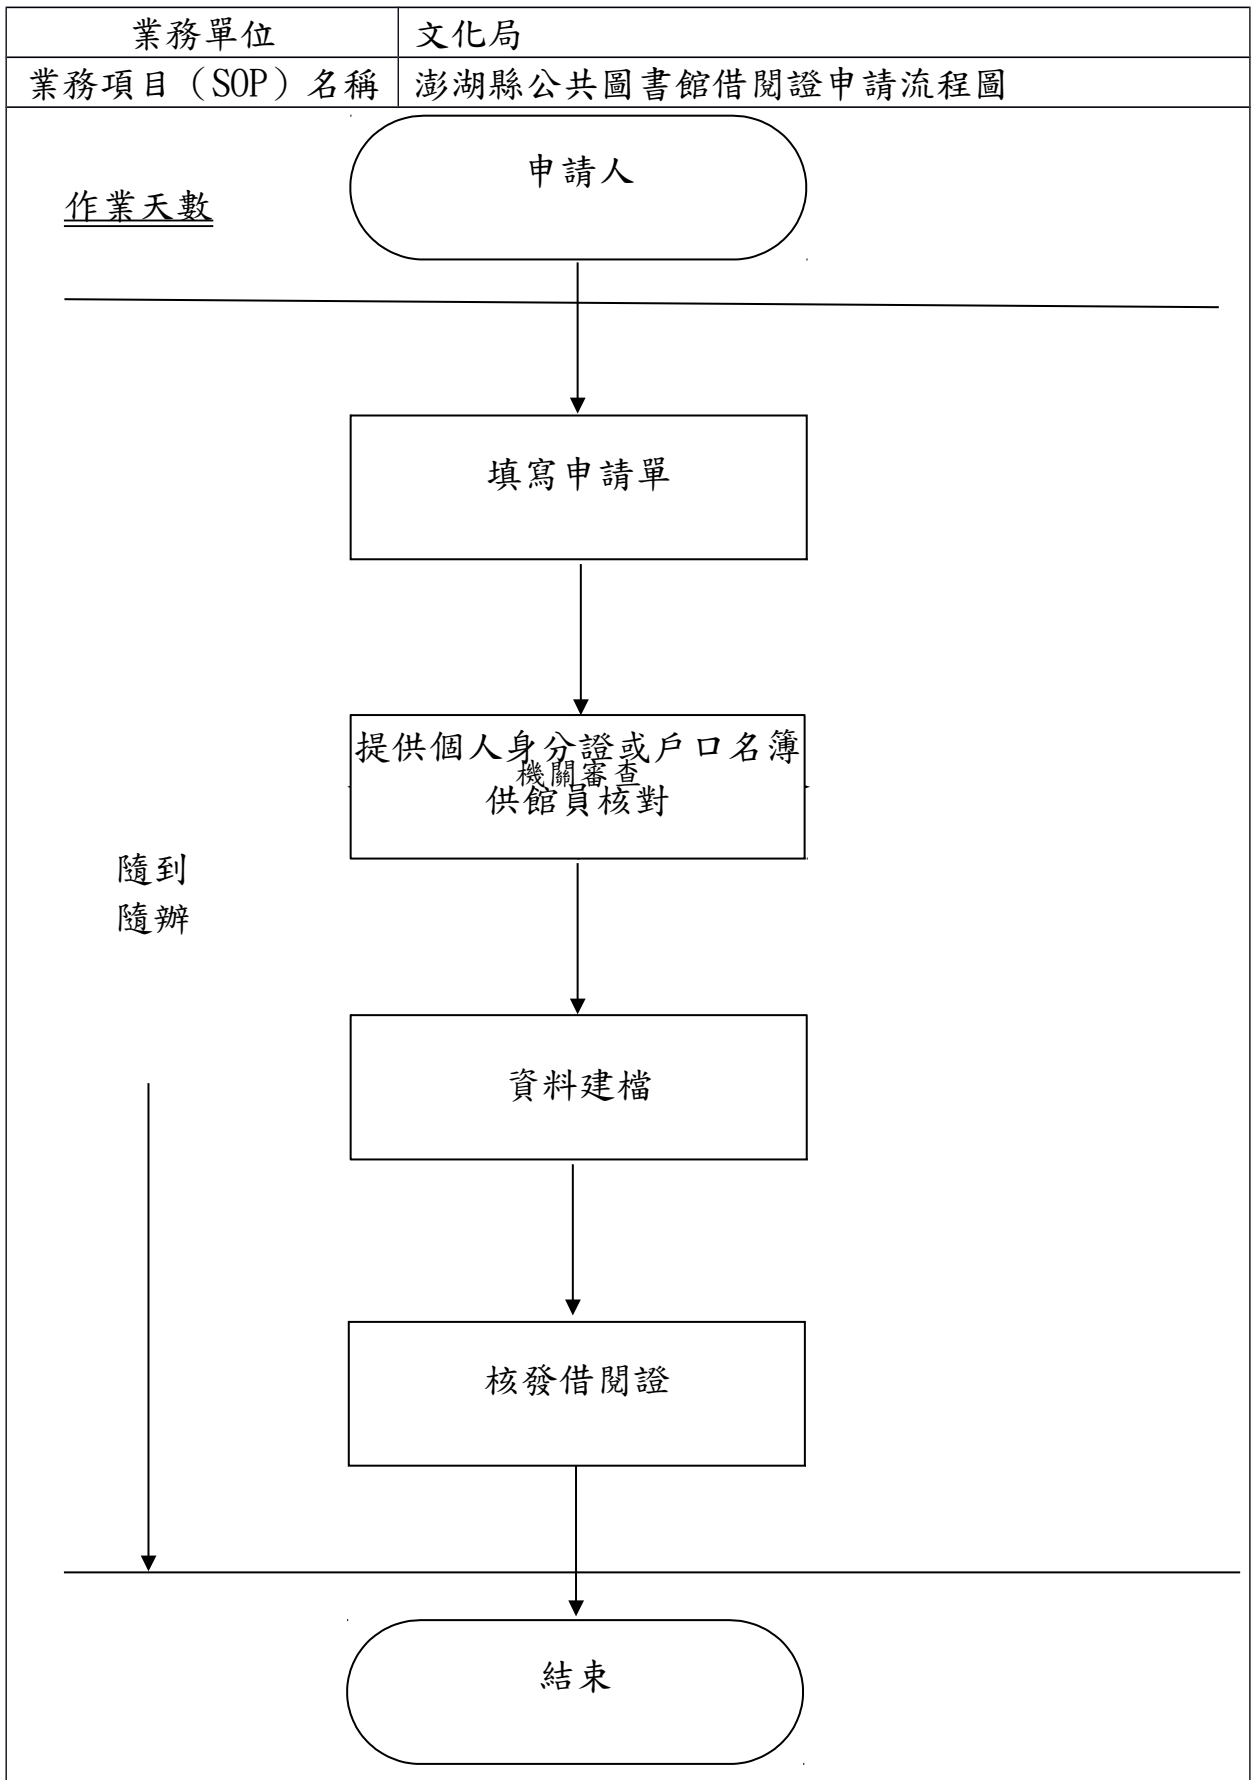 業務單位 文化局
業務項目（SOP）名稱 澎湖縣公共圖書館借閱證申請流程圖
申請人
作業天數
填寫申請單
提供個人身分證或戶口名簿
機關審查
供館員核對
隨到
隨辦
資料建檔
核發借閱證
結束